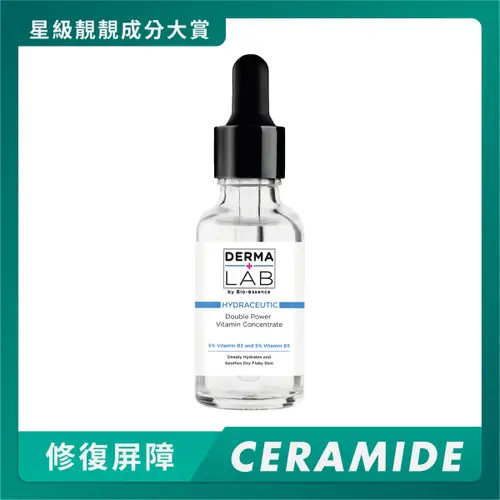 星級靚靚成分大賞
DERMA
LAB
by Bio-essence
HYDRACEUTIC
Double Power
Vitamin Concentrate
5% Vitamin B3 and 5% Vitamin B5
Deeply Hydrates and
Soothes Dry Flaky Skin
修復屏障
CERAMIDE